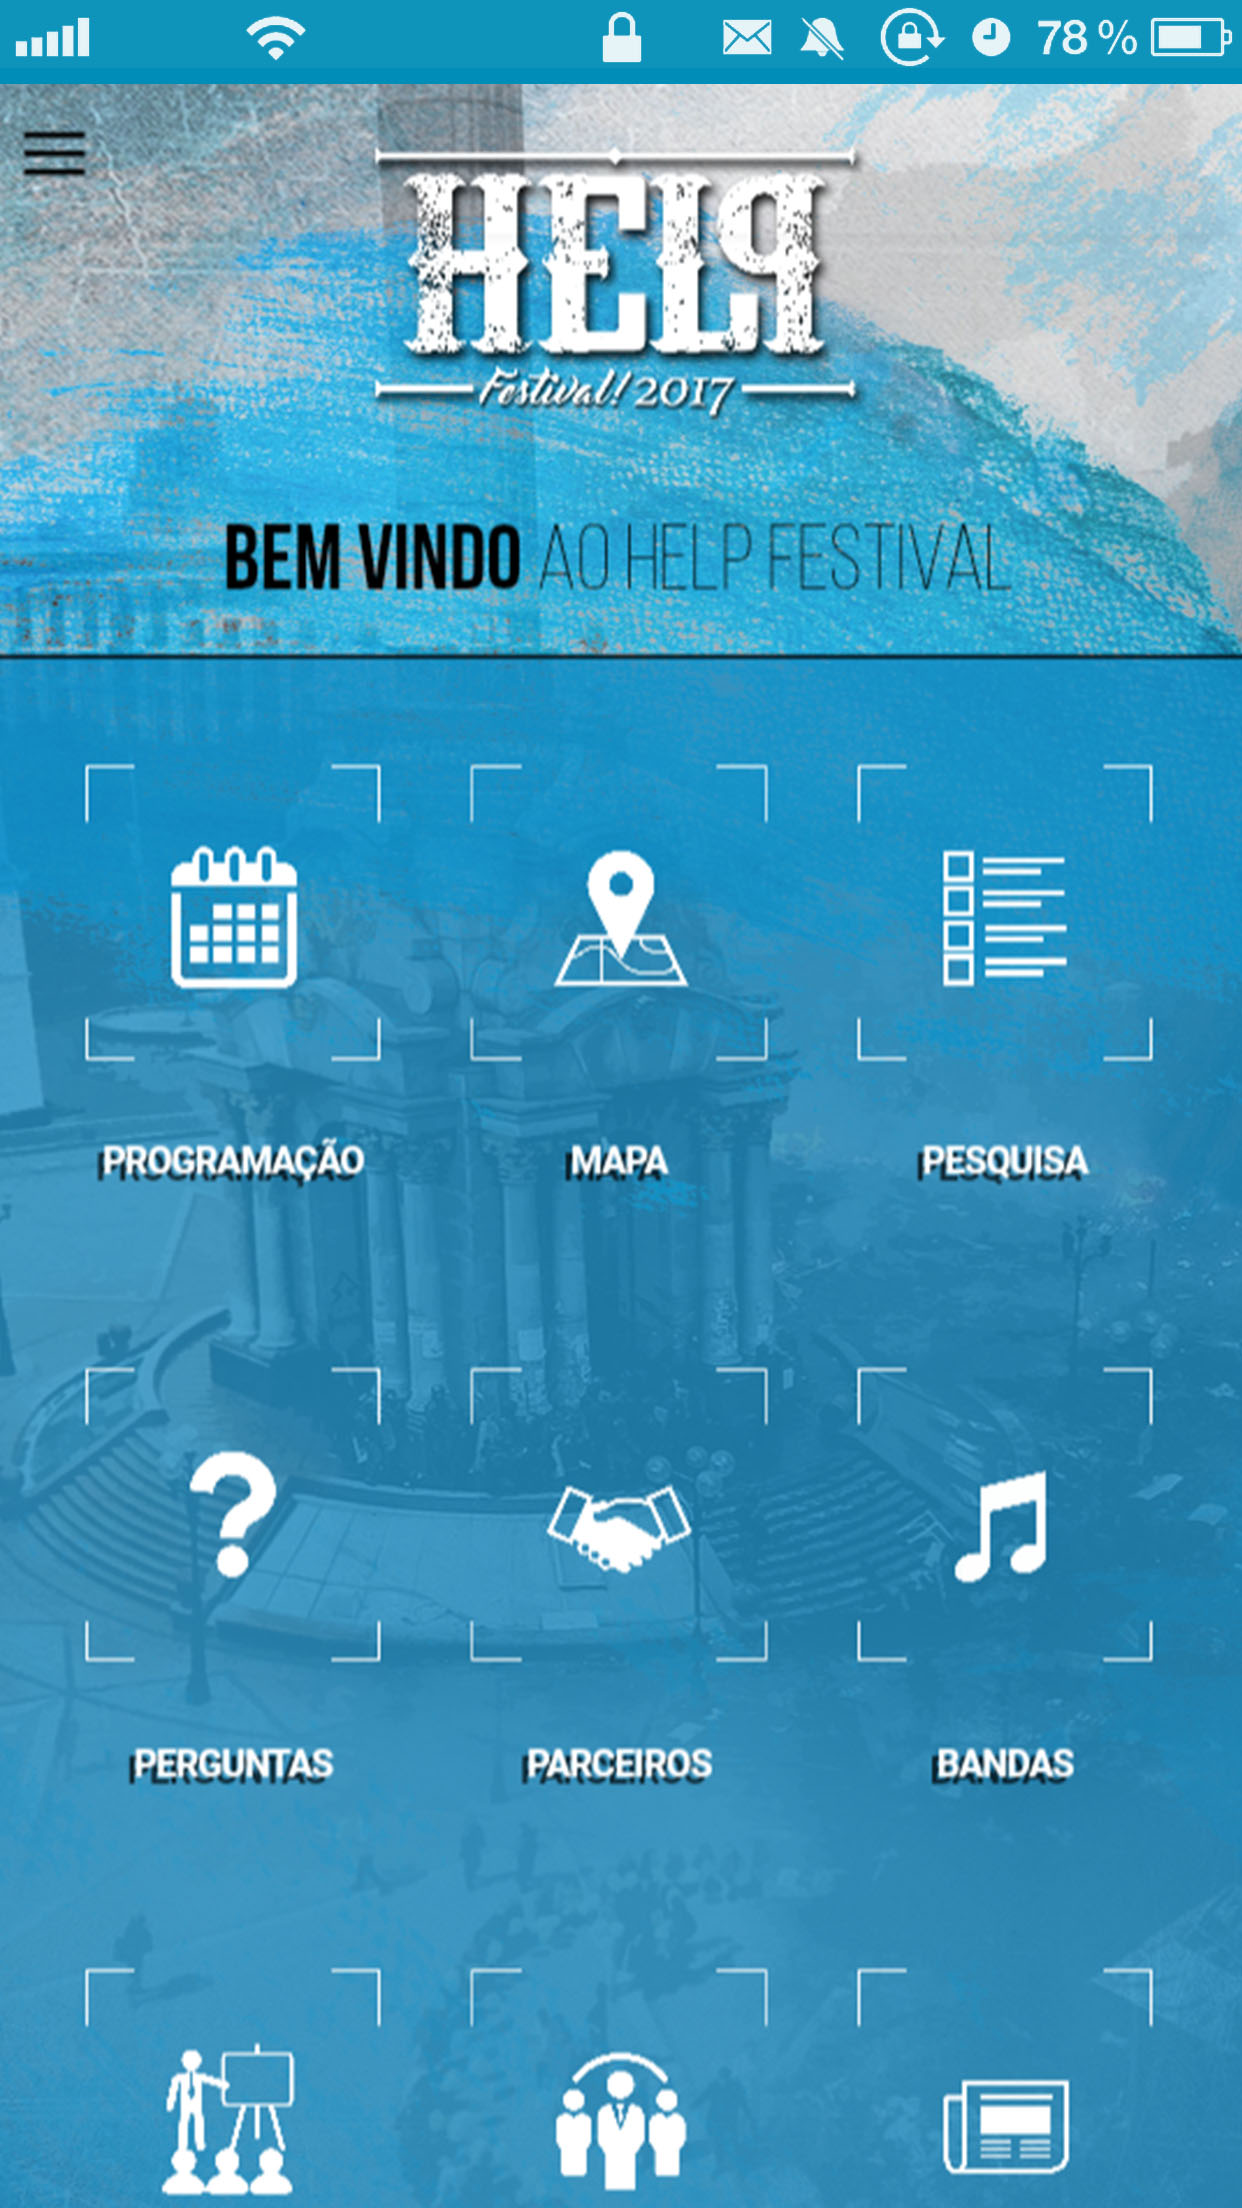 78 %
HELP
Festival! 2017
BEM VINDO AO HELP FESTIVAL
PROGRAMAÇÃO MAPA PESQUISA
PERGUNTAS PARCEIROS BANDAS